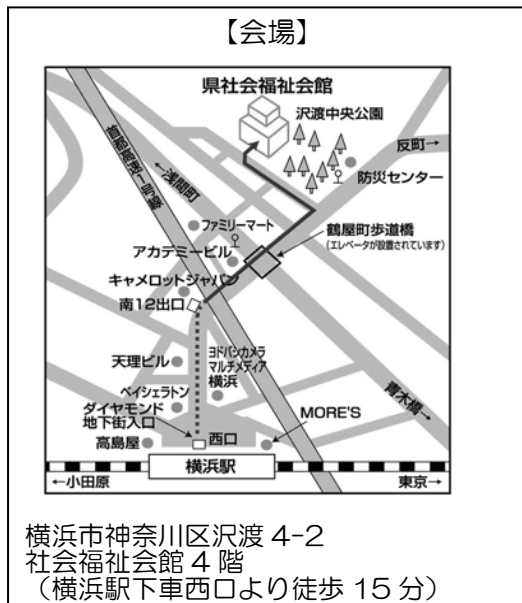 【会場】
県社会福祉会館
沢渡中央公園
反町→
首都高速1号線
←浅間町
防災センター
ファミリーマート
鶴屋町歩道橋
(エレベータが設置されています)
アカデミービル
キャメロットジャパン
南12出口
天理ビル
ヨドバシカメラ
マルチメディア
横浜
ベイシェラトン
青木橋→
ダイヤモンド
地下街入口
MORE'S
高島屋
西口
横浜駅
←小田原
東京→
横浜市神奈川区沢渡 4-2
社会福祉会館 4 階
(横浜駅下車西口より徒歩 15 分)